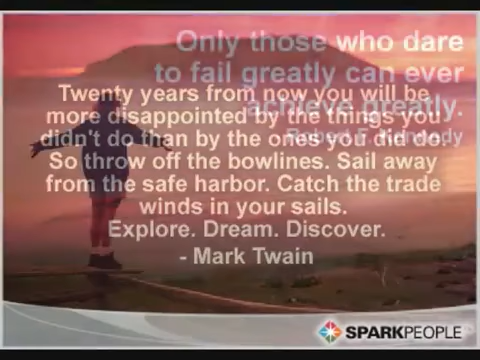 Only those who dare
to fail greatly can ever
achieve greatly.
Robert F. Kennedy
Twenty years from now you will be
more disappointed by the things you
didn't do than by the ones you did do.
So throw off the bowlines. Sail away
from the safe harbor. Catch the trade
winds in your sails.
Explore. Dream. Discover.
- Mark Twain
SPARKPEOPLE